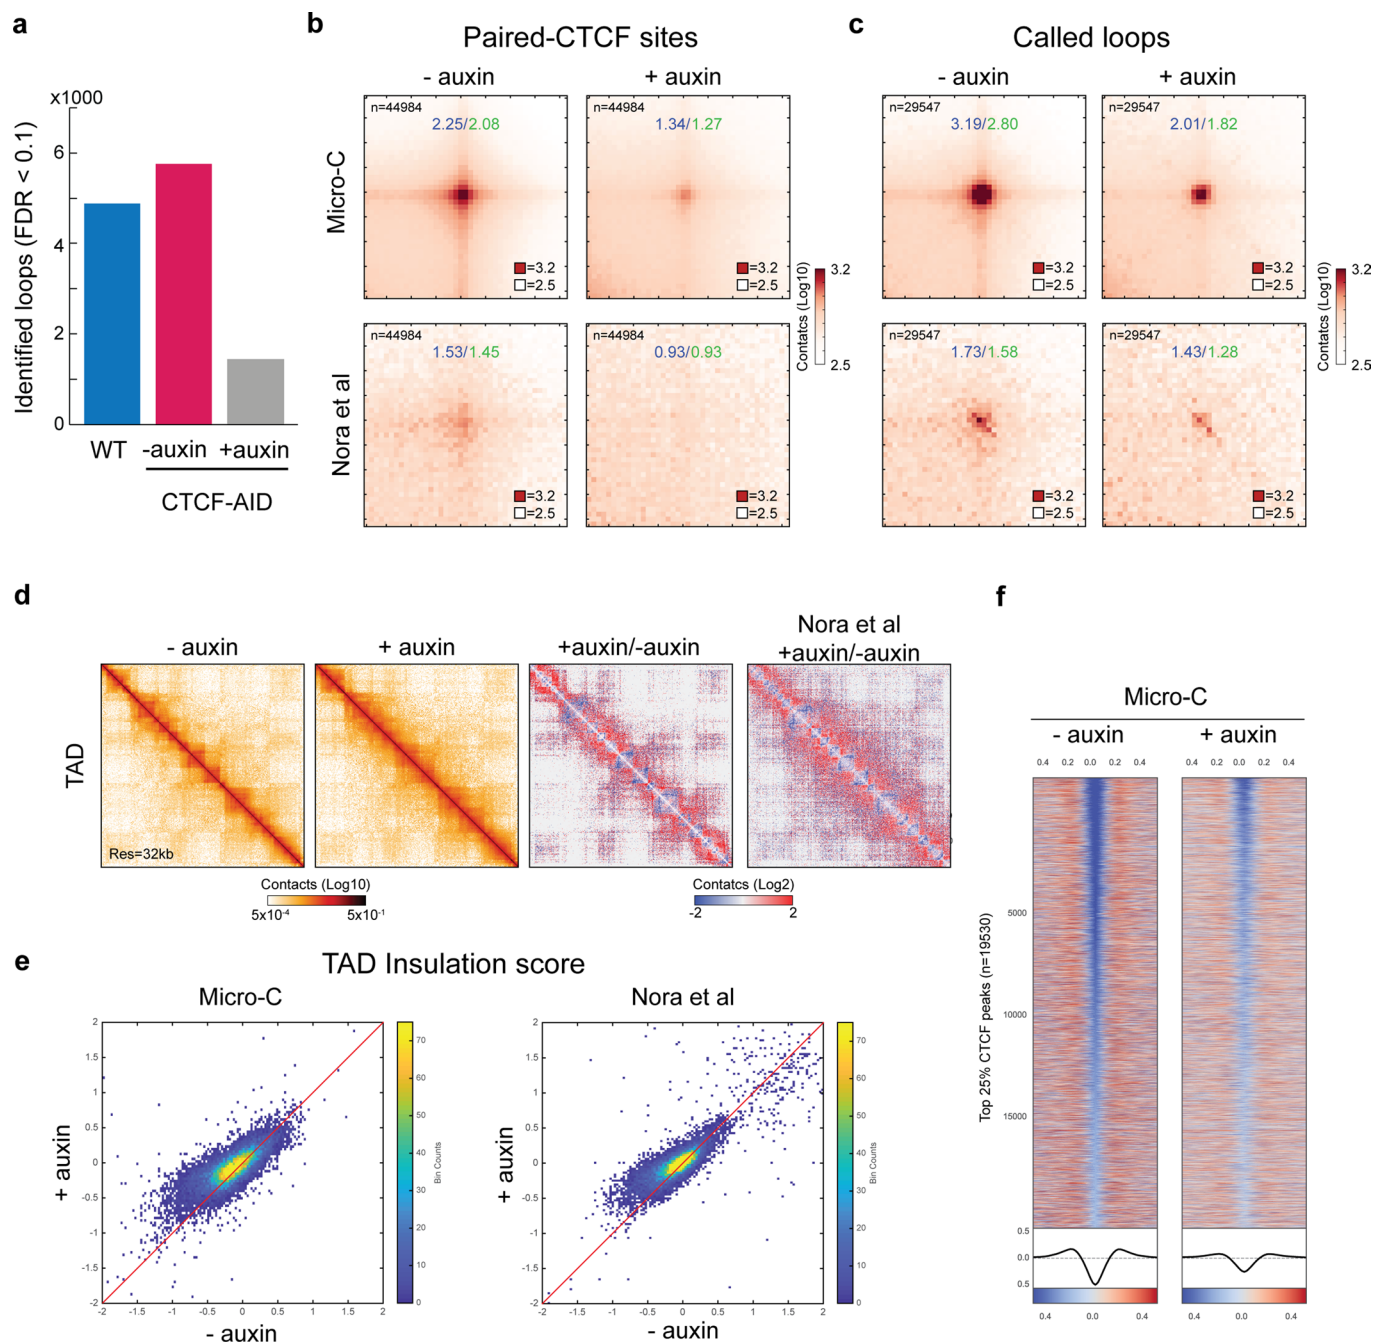 a
x1000
Identified loops (FDR < 0.1)
6
4
2
0
WT
-auxin
+auxin
CTCF-AID
b
Paired-CTCF sites
- auxin
+ auxin
Micro-C
n=44984
2.25/2.08
=3.2
=2.5
n=44984
1.34/1.27
=3.2
=2.5
Nora et al
n=44984
1.53/1.45
=3.2
=2.5
n=44984
0.93/0.93
=3.2
=2.5
Contatcs (Log10)
3.2
2.5
c
Called loops
- auxin
+ auxin
n=29547
3.19/2.80
=3.2
=2.5
n=29547
2.01/1.82
=3.2
=2.5
n=29547
1.73/1.58
=3.2
=2.5
n=29547
1.43/1.28
=3.2
=2.5
Contatcs (Log10)
3.2
2.5
d
- auxin
+ auxin
+auxin/-auxin
Nora et al
+auxin/-auxin
TAD
Res=32kb
Contacts (Log10)
5x10-4
5x10-1
Contatcs (Log2)
-2
2
e
TAD Insulation score
Micro-C
+ auxin
2
1.5
1
0.5
0
-0.5
-1
-1.5
-2
-2 -1.5 -1 -0.5 0 0.5 1 1.5 2
70
60
50
40
30
20
10
0
Bin Counts
- auxin
Nora et al
+ auxin
2
1.5
1
0.5
0
-0.5
-1
-1.5
-2
-2 -1.5 -1 -0.5 0 0.5 1 1.5 2
70
60
50
40
30
20
10
0
Bin Counts
- auxin
f
Micro-C
- auxin
+ auxin
0.4 0.2 0.0 0.2 0.4
0.4 0.2 0.0 0.2 0.4
Top 25% CTCF peaks (n=19530)
5000
10000
15000
0.5
0.0
0.5
0.4 0.0 0.4
0.4 0.0 0.4